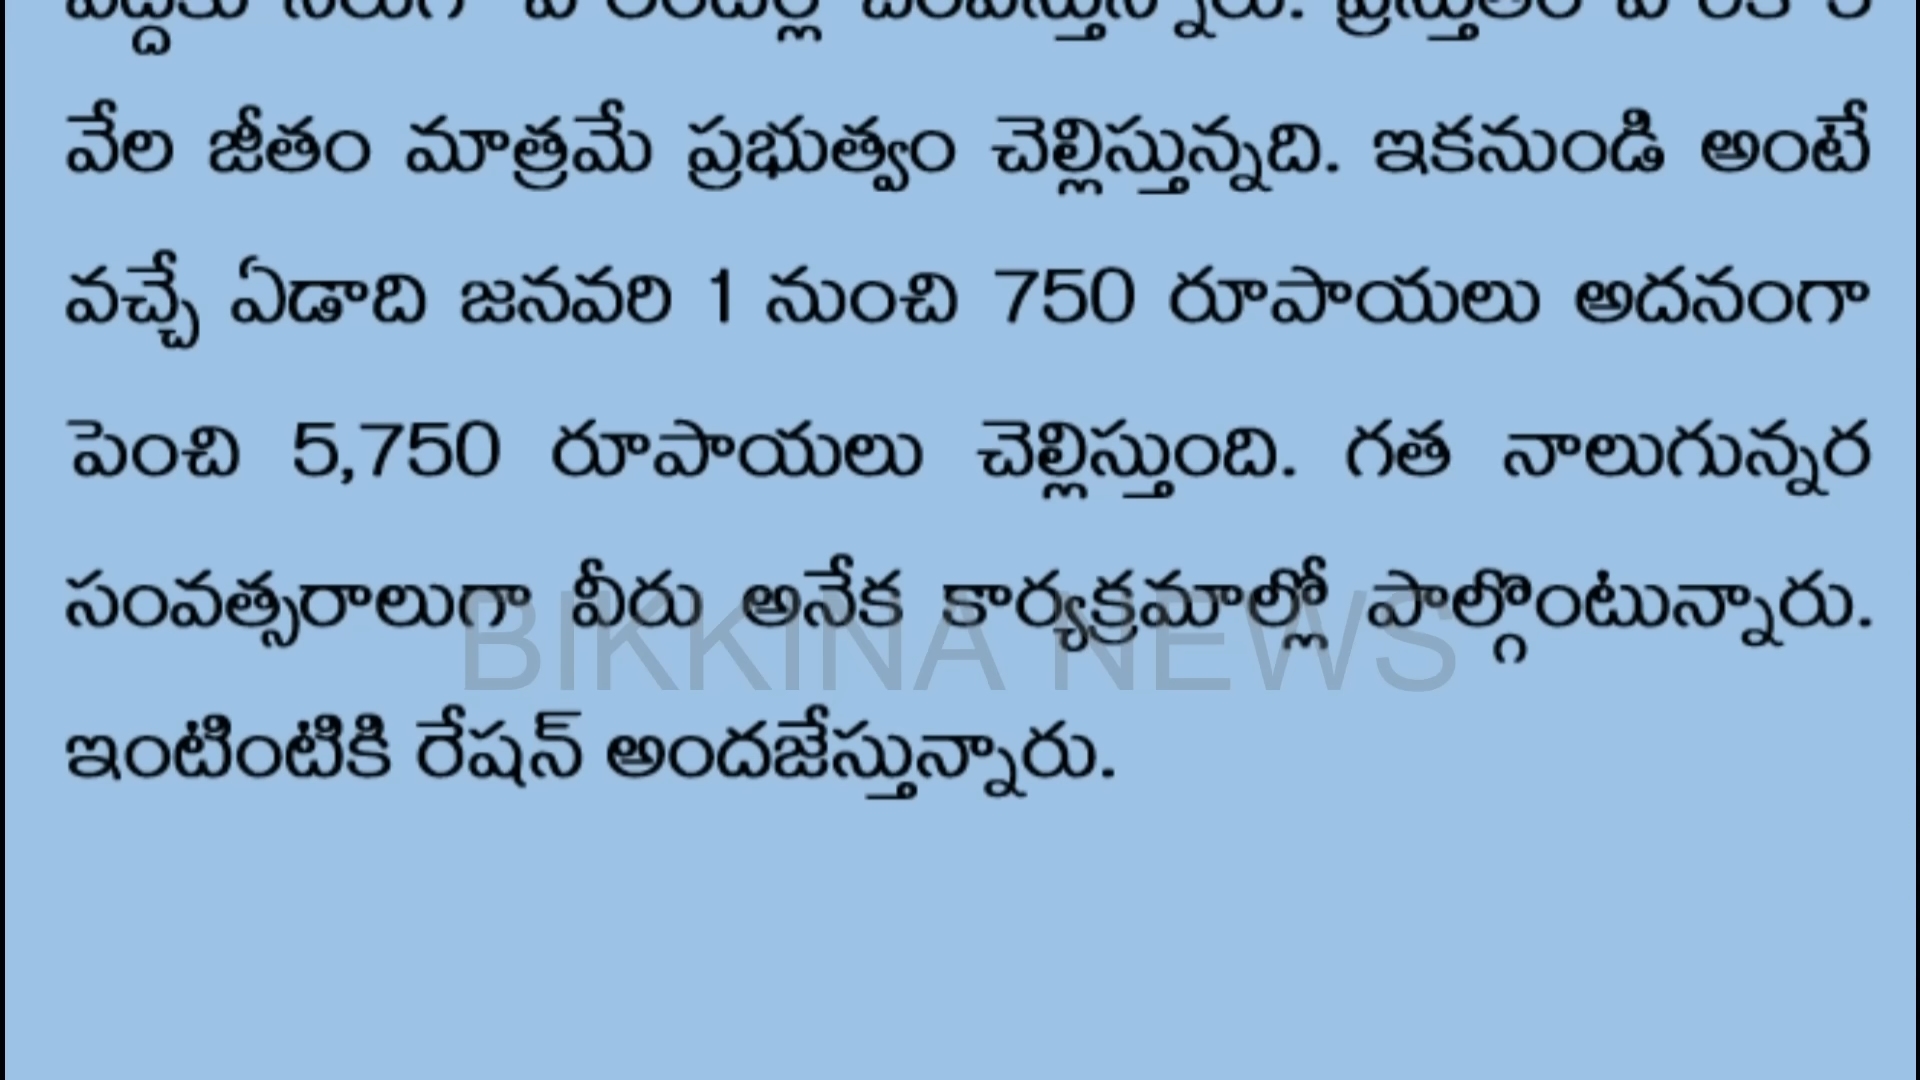 వేల జీతం మాత్రమే ప్రభుత్వం చెల్లిస్తున్నది. ఇకనుండి అంటే
వచ్చే ఏడాది జనవరి 1 నుంచి 750 రూపాయలు అదనంగా
పెంచి 5,750 రూపాయలు చెల్లిస్తుంది. గత నాలుగున్నర
సంవత్సరాలుగా వీరు అనేక కార్యక్రమాల్లో పాల్గొంటున్నారు.
BIKKINA NEWS
ఇంటింటికి రేషన్ అందజేస్తున్నారు.